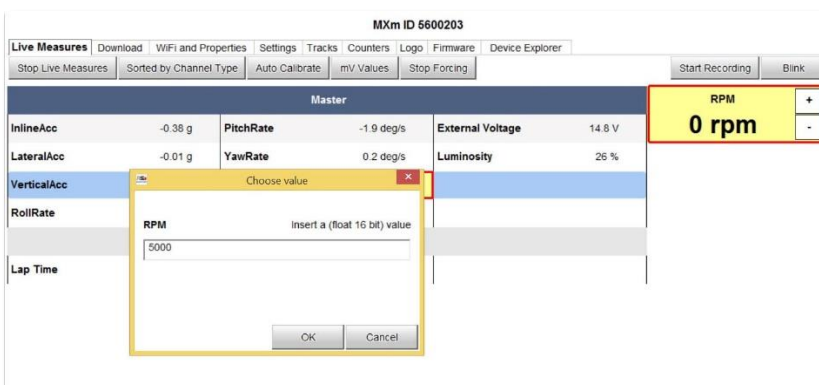 MXm ID 5600203
Live Measures Download WiFi and Properties Settings Tracks Counters Logo Firmware Device Explorer
Stop Live Measures Sorted by Channel Type Auto Calibrate mV Values Stop Forcing Start Recording Blink
Master
RPM
+
0 rpm
-
InlineAcc -0.38 g PitchRate -1.9 deg/s External Voltage 14.8 V
LateralAcc -0.01 g YawRate 0.2 deg/s Luminosity 26 %
VerticalAcc
RollRate
Lap Time
Choose value
x
RPM Insert a (float 16 bit) value
5000
OK Cancel